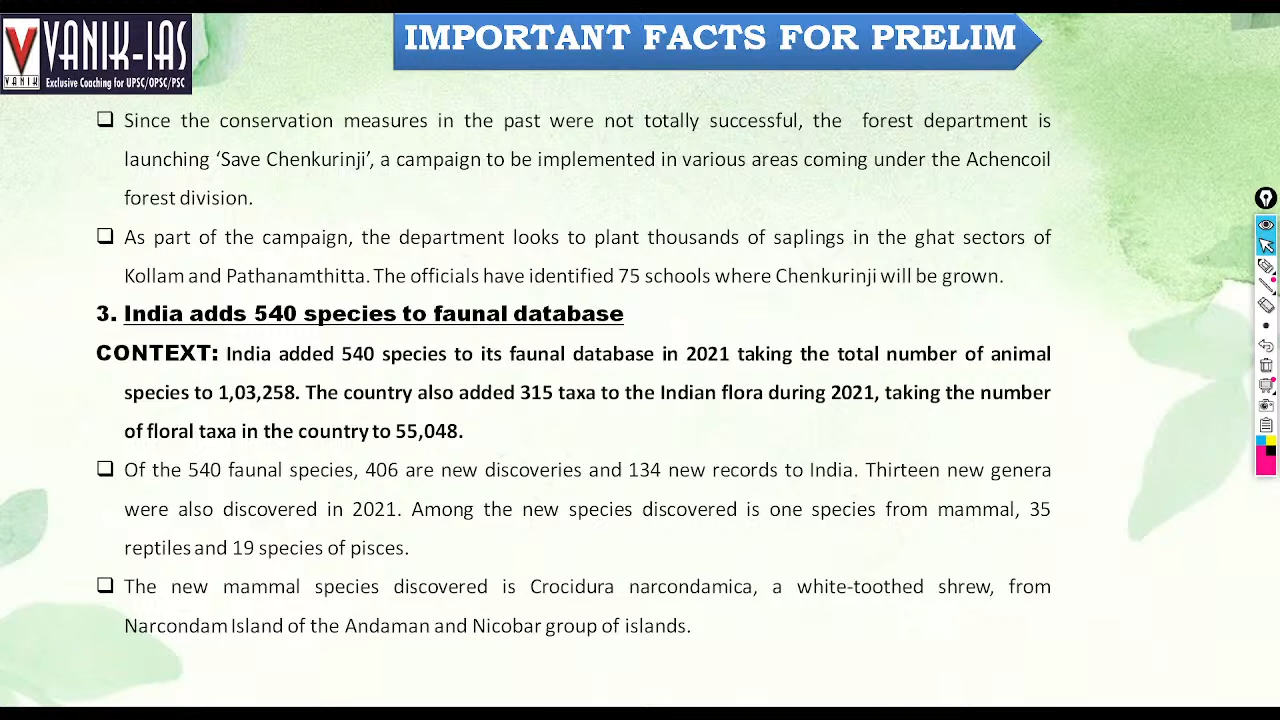 VANIK-IAS
VANIK
Exclusive Coaching for UPSC/OPSC/PSC
IMPORTANT FACTS FOR PRELIM
❑ Since the conservation measures in the past were not totally successful, the forest department is
launching ‘Save Chenkurinji’, a campaign to be implemented in various areas coming under the Achencoil
forest division.
❑ As part of the campaign, the department looks to plant thousands of saplings in the ghat sectors of
Kollam and Pathanamthitta. The officials have identified 75 schools where Chenkurinji will be grown.
3. India adds 540 species to faunal database
CONTEXT: India added 540 species to its faunal database in 2021 taking the total number of animal
species to 1,03,258. The country also added 315 taxa to the Indian flora during 2021, taking the number
of floral taxa in the country to 55,048.
❑ Of the 540 faunal species, 406 are new discoveries and 134 new records to India. Thirteen new genera
were also discovered in 2021. Among the new species discovered is one species from mammal, 35
reptiles and 19 species of pisces.
❑ The new mammal species discovered is Crocidura narcondamica, a white-toothed shrew, from
Narcondam Island of the Andaman and Nicobar group of islands.